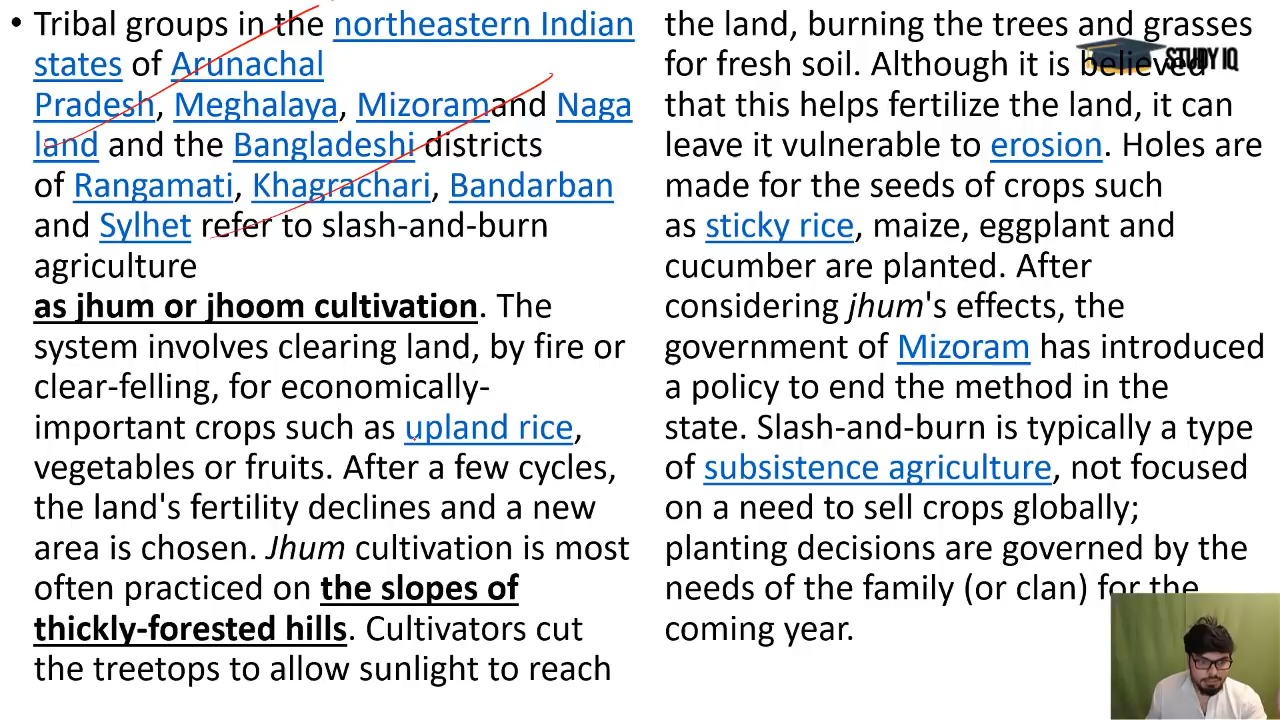 • Tribal groups in the northeastern Indian
states of Arunachal
Pradesh, Meghalaya, Mizoramand Naga
land and the Bangladeshi districts
of Rangamati, Khagrachari, Bandarban
and Sylhet refer to slash-and-burn
agriculture
as jhum or jhoom cultivation. The
system involves clearing land, by fire or
clear-felling, for economically-
important crops such as upland rice,
vegetables or fruits. After a few cycles,
the land's fertility declines and a new
area is chosen. Jhum cultivation is most
often practiced on the slopes of
thickly-forested hills. Cultivators cut
the treetops to allow sunlight to reach
the land, burning the trees and grasses
for fresh soil. Although it is believed
that this helps fertilize the land, it can
leave it vulnerable to erosion. Holes are
made for the seeds of crops such
as sticky rice, maize, eggplant and
cucumber are planted. After
considering jhum's effects, the
government of Mizoram has introduced
a policy to end the method in the
state. Slash-and-burn is typically a type
of subsistence agriculture, not focused
on a need to sell crops globally;
planting decisions are governed by the
needs of the family (or clan) for the
coming year.
STUDY IQ